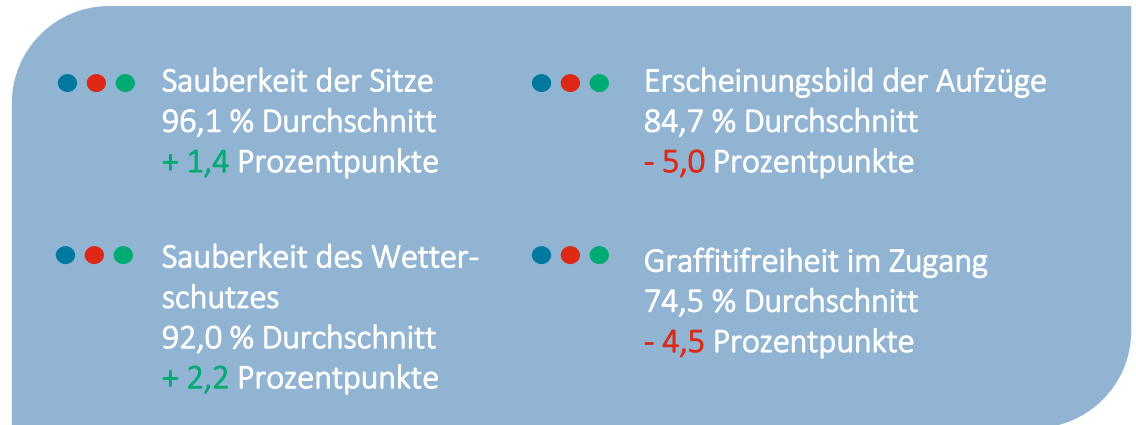 Sauberkeit der Sitze
96,1 % Durchschnitt
+ 1,4 Prozentpunkte
Sauberkeit des Wetter-
schutzes
92,0 % Durchschnitt
+ 2,2 Prozentpunkte
Erscheinungsbild der Aufzüge
84,7 % Durchschnitt
- 5,0 Prozentpunkte
Graffitifreiheit im Zugang
74,5 % Durchschnitt
- 4,5 Prozentpunkte